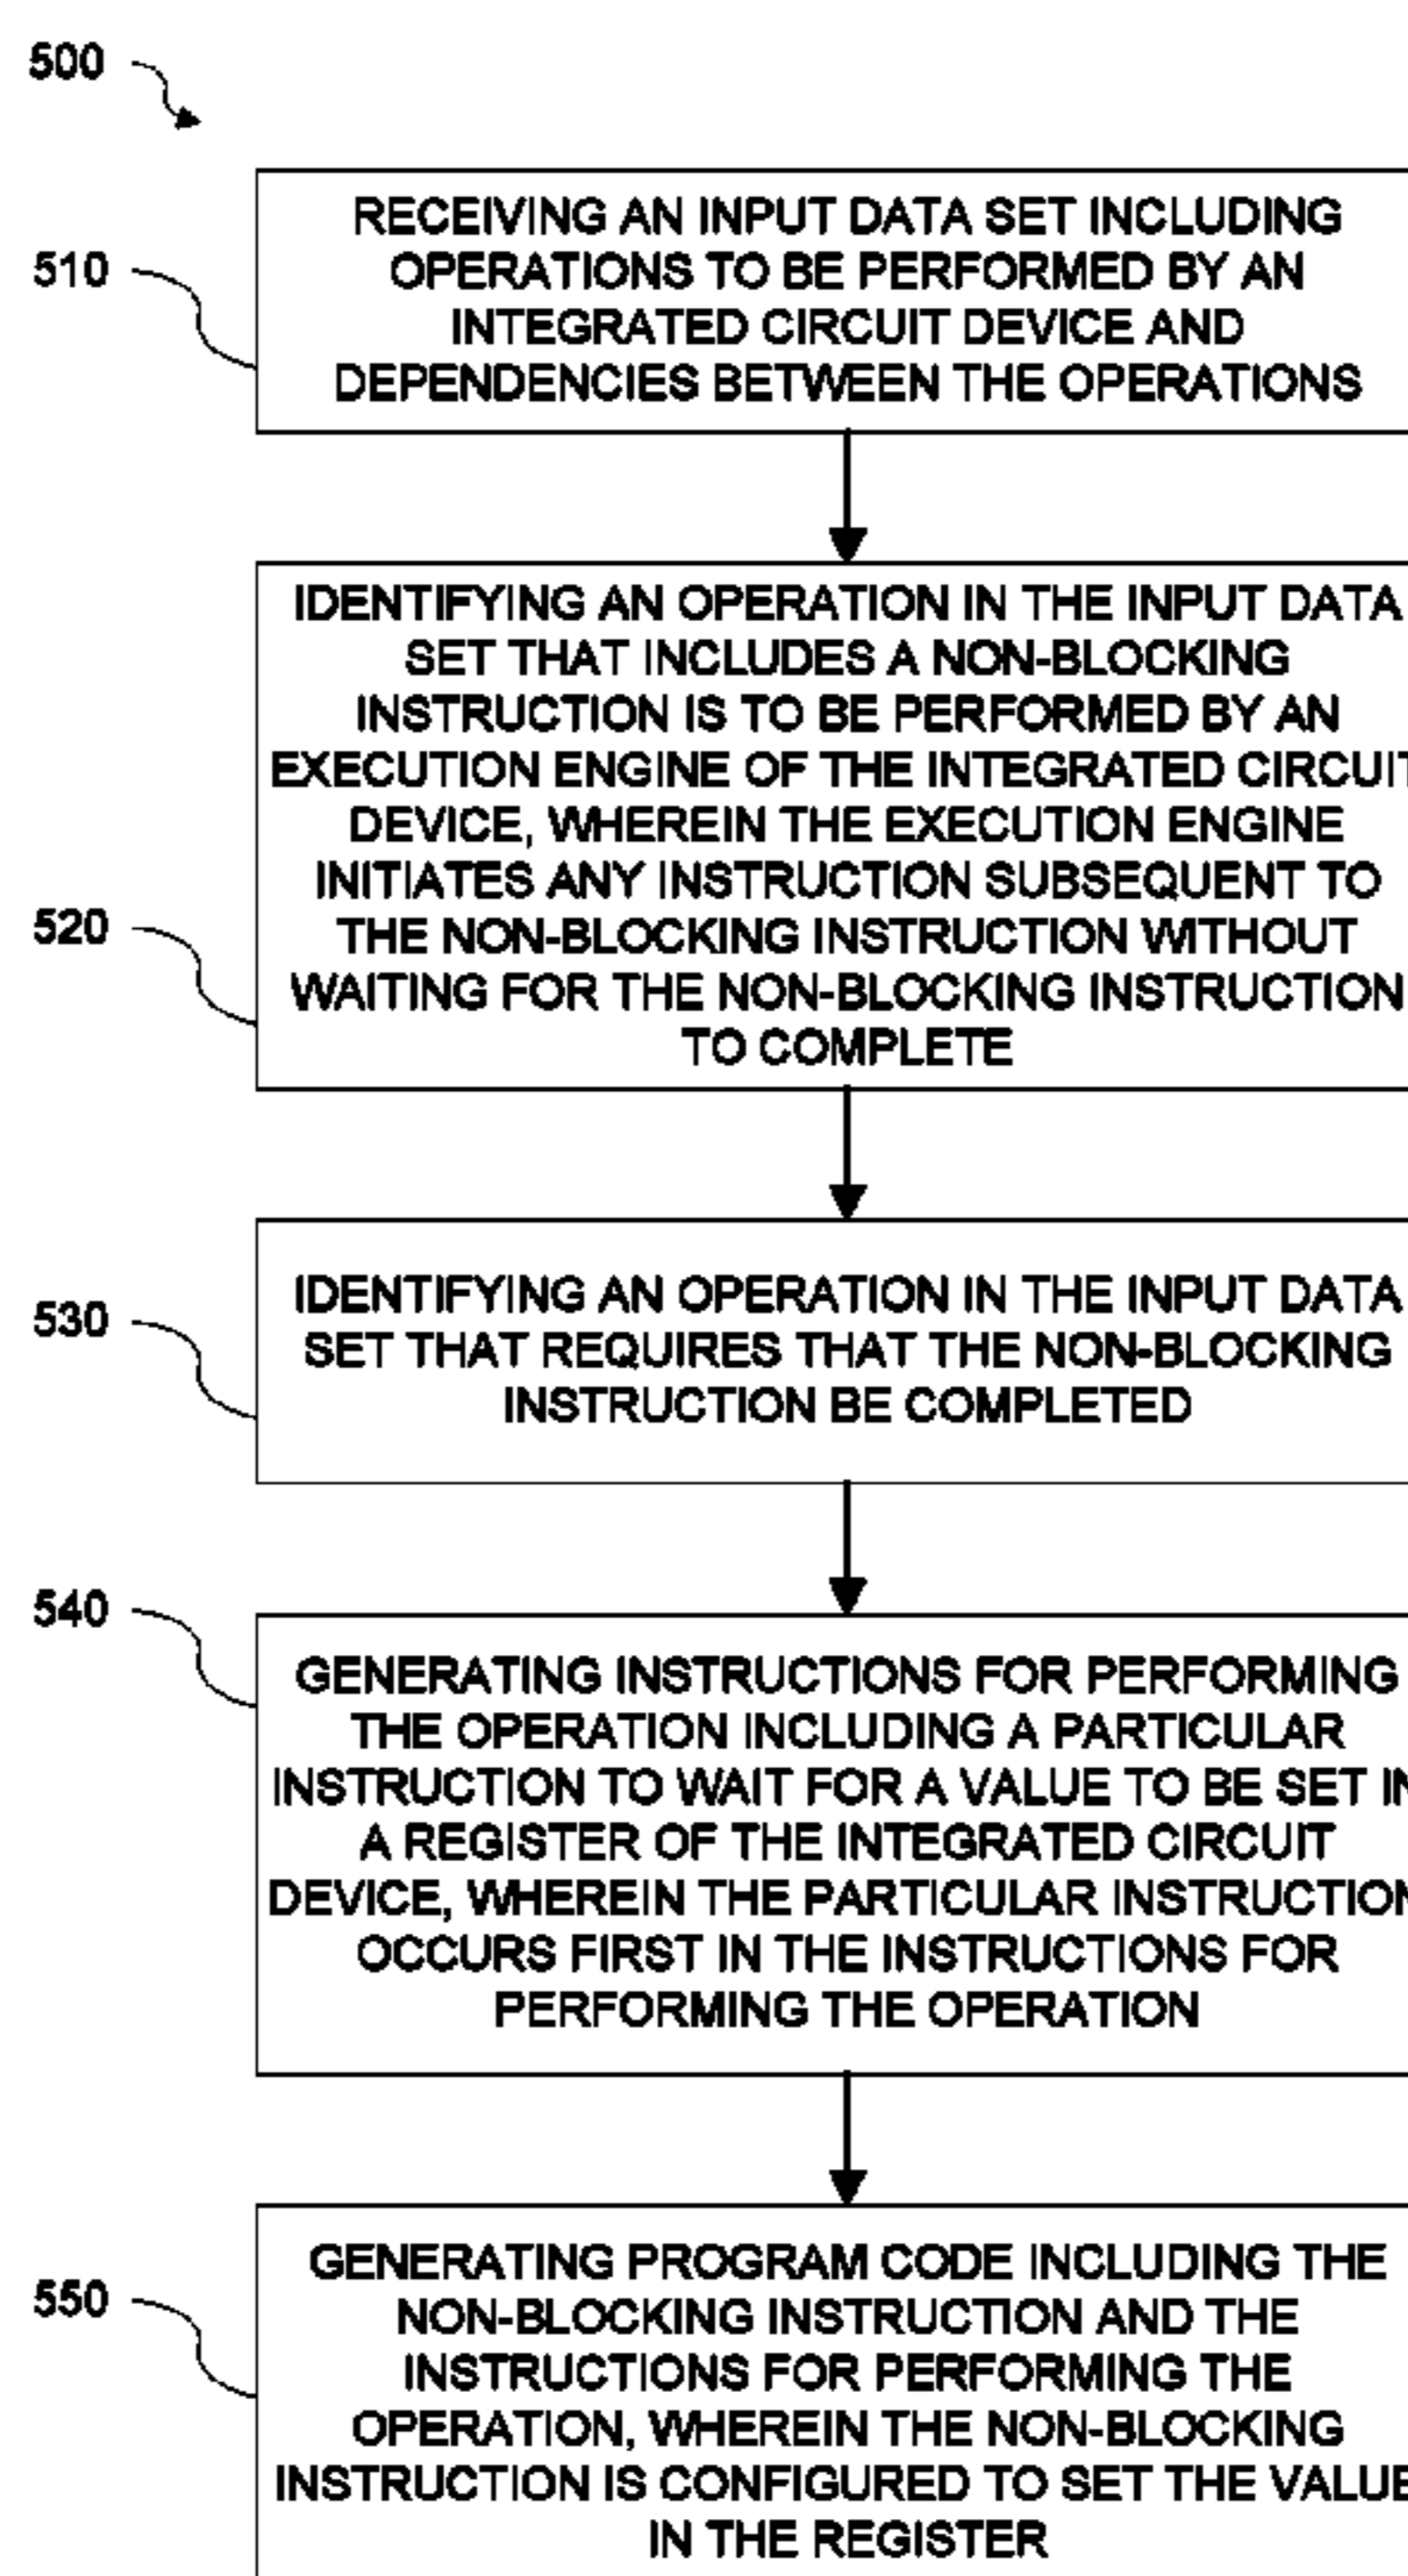 500
510
RECEIVING AN INPUT DATA SET INCLUDING
OPERATIONS TO BE PERFORMED BY AN
INTEGRATED CIRCUIT DEVICE AND
DEPENDENCIES BETWEEN THE OPERATIONS
520
IDENTIFYING AN OPERATION IN THE INPUT DATA
SET THAT INCLUDES A NON-BLOCKING
INSTRUCTION IS TO BE PERFORMED BY AN
EXECUTION ENGINE OF THE INTEGRATED CIRCUIT
DEVICE, WHEREIN THE EXECUTION ENGINE
INITIATES ANY INSTRUCTION SUBSEQUENT TO
THE NON-BLOCKING INSTRUCTION WITHOUT
WAITING FOR THE NON-BLOCKING INSTRUCTION
TO COMPLETE
530
IDENTIFYING AN OPERATION IN THE INPUT DATA
SET THAT REQUIRES THAT THE NON-BLOCKING
INSTRUCTION BE COMPLETED
540
GENERATING INSTRUCTIONS FOR PERFORMING
THE OPERATION INCLUDING A PARTICULAR
INSTRUCTION TO WAIT FOR A VALUE TO BE SET IN
A REGISTER OF THE INTEGRATED CIRCUIT
DEVICE, WHEREIN THE PARTICULAR INSTRUCTION
OCCURS FIRST IN THE INSTRUCTIONS FOR
PERFORMING THE OPERATION
550
GENERATING PROGRAM CODE INCLUDING THE
NON-BLOCKING INSTRUCTION AND THE
INSTRUCTIONS FOR PERFORMING THE
OPERATION, WHEREIN THE NON-BLOCKING
INSTRUCTION IS CONFIGURED TO SET THE VALUE
IN THE REGISTER